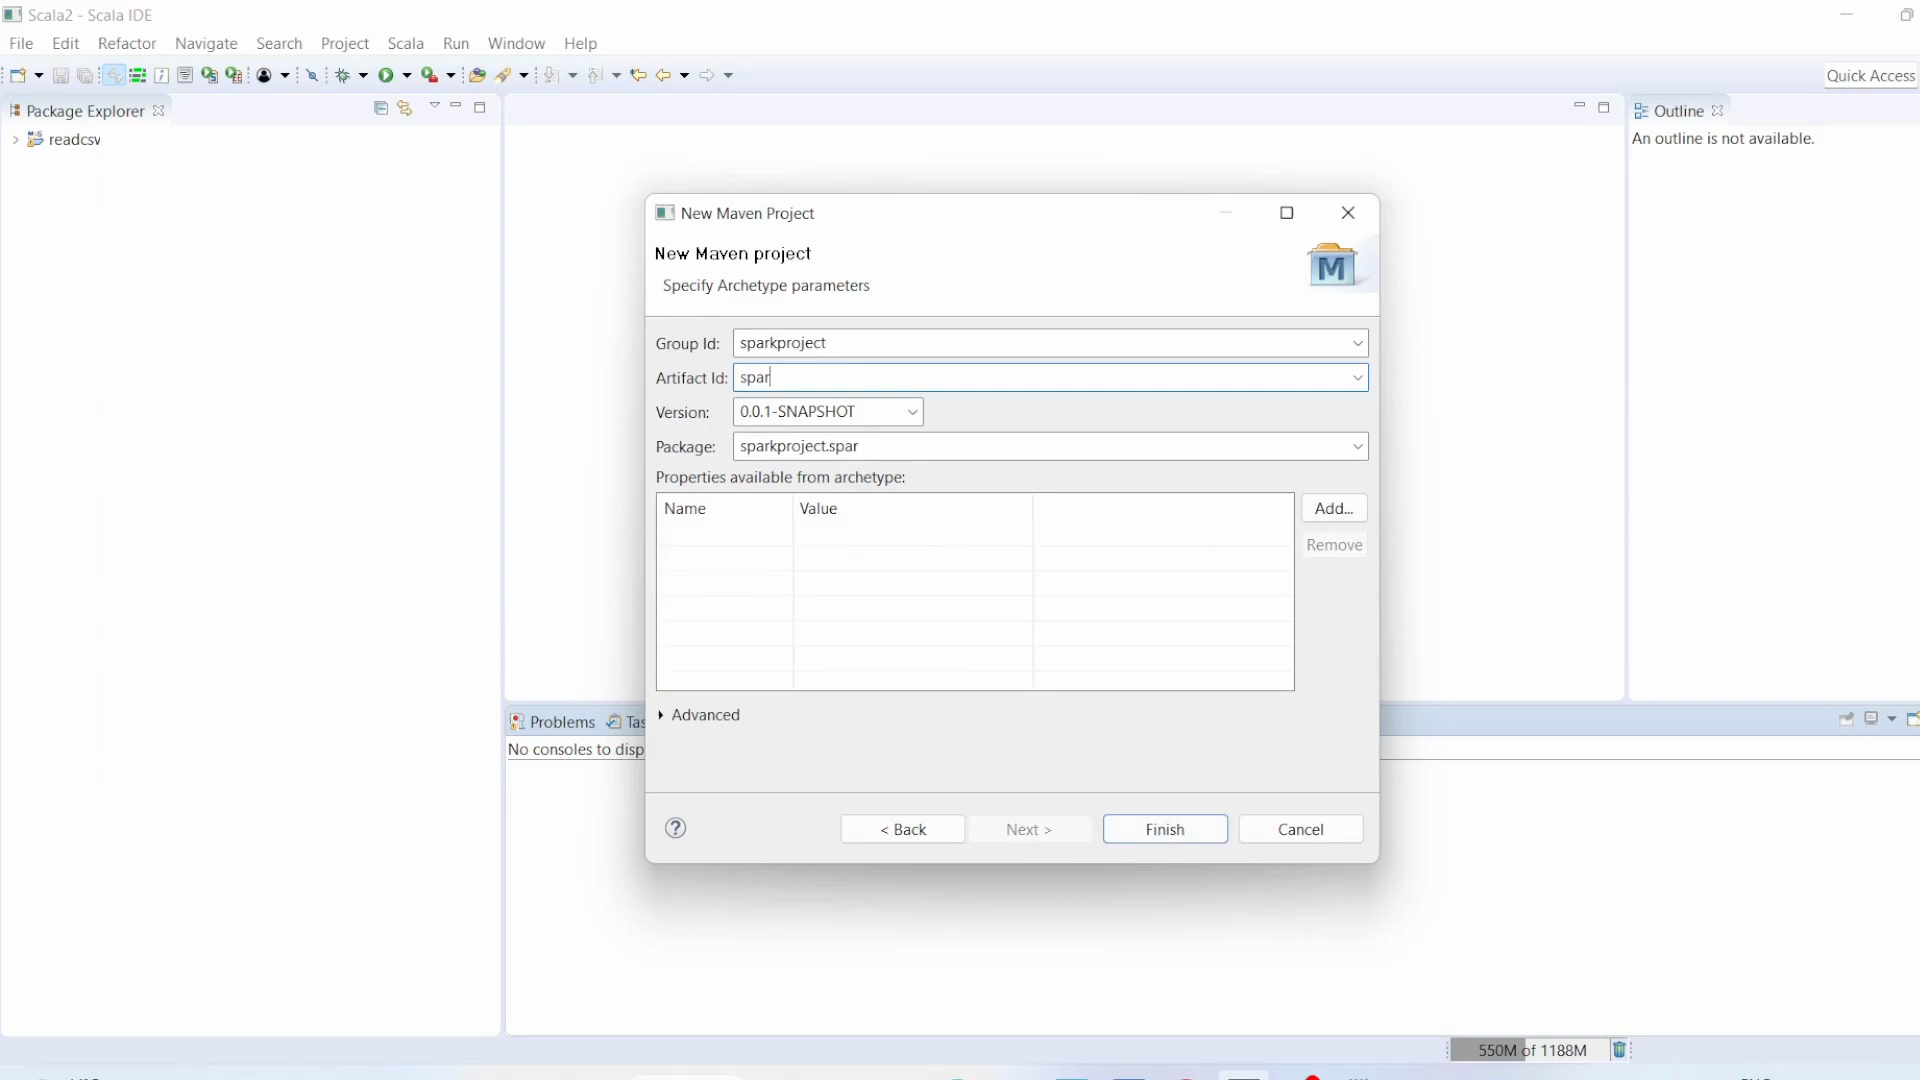 Scala2 - Scala IDE
File Edit Refactor Navigate Search Project Scala Run Window Help
Quick Access
Package Explorer
readcsv
Outline
An outline is not available.
New Maven Project
New Maven project
M
Specify Archetype parameters
Group Id: sparkproject
Artifact Id: spar
Version: 0.0.1-SNAPSHOT
Package: sparkproject.spar
Properties available from archetype:
Name Value
Add...
Remove
Advanced
Problems Tas
No consoles to disp
? < Back Next > Finish Cancel
550M of 1188M